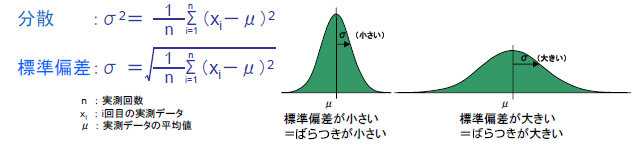 分散 : σ² = 1/n Σ[i=1→n] (xᵢ − μ)²
標準偏差 : σ = √(1/n Σ[i=1→n] (xᵢ − μ)²)
n : 実測回数
xᵢ : i回目の実測データ
μ : 実測データの平均値
σ (小さい)
μ
標準偏差が小さい
=ばらつきが小さい
σ (大きい)
μ
標準偏差が大きい
=ばらつきが大きい